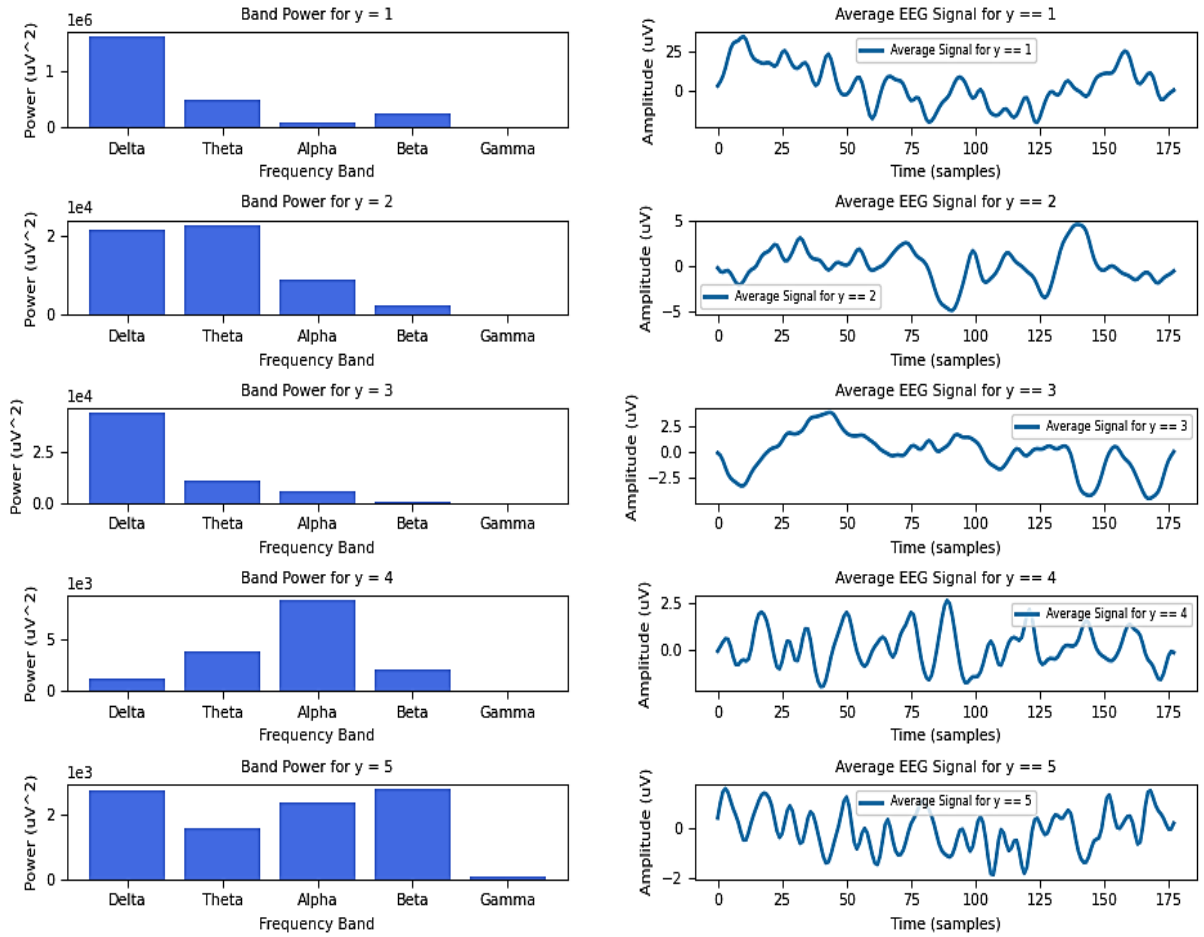 Band Power for y = 1
1e6
Power (uV^2)
1
0
Delta Theta Alpha Beta Gamma
Frequency Band
Average EEG Signal for y == 1
Amplitude (uV)
25
0
Average Signal for y == 1
0 25 50 75 100 125 150 175
Time (samples)
Band Power for y = 2
1e4
Power (uV^2)
2
0
Delta Theta Alpha Beta Gamma
Frequency Band
Average EEG Signal for y == 2
Amplitude (uV)
5
0
−5
Average Signal for y == 2
0 25 50 75 100 125 150 175
Time (samples)
Band Power for y = 3
1e4
Power (uV^2)
2.5
0.0
Delta Theta Alpha Beta Gamma
Frequency Band
Average EEG Signal for y == 3
Amplitude (uV)
2.5
0.0
−2.5
Average Signal for y == 3
0 25 50 75 100 125 150 175
Time (samples)
Band Power for y = 4
1e3
Power (uV^2)
5
0
Delta Theta Alpha Beta Gamma
Frequency Band
Average EEG Signal for y == 4
Amplitude (uV)
2.5
0.0
Average Signal for y == 4
0 25 50 75 100 125 150 175
Time (samples)
Band Power for y = 5
1e3
Power (uV^2)
2
0
Delta Theta Alpha Beta Gamma
Frequency Band
Average EEG Signal for y == 5
Amplitude (uV)
0
−2
Average Signal for y == 5
0 25 50 75 100 125 150 175
Time (samples)